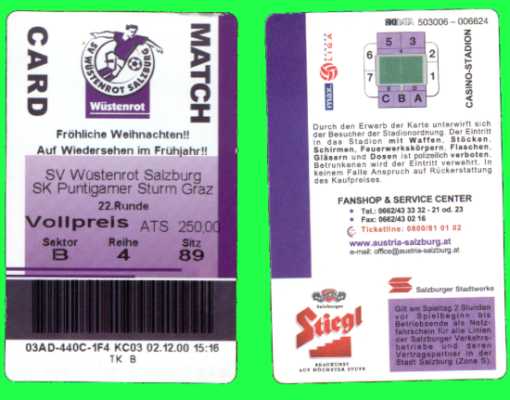 MATCH
CARD
SV WÜSTENROT SALZBURG
Wüstenrot
Fröhliche Weihnachten!!
Auf Wiedersehen im Frühjahr!!
SV Wüstenrot Salzburg
SK Puntigamer Sturm Graz
22.Runde
Vollpreis ATS 250,00
Sektor Reihe Sitz
B 4 89
03AD-440C-1F4 KC03 02.12.00 15:16
TK B
503006 - 006624
max.
LIGA
5 3
6 2
7 1
C B A
CASINO-STADION
Durch den Erwerb der Karte unterwirft sich
der Besucher der Stadionordnung. Der Eintritt
in das Stadion mit Waffen, Stöcken,
Schirmen, Feuerwerkskörpern, Flaschen,
Gläsern und Dosen ist polizeilich verboten.
Betrunkenen wird der Eintritt verwehrt. In
keinem Falle Anspruch auf Rückerstattung
des Kaufpreises.
FANSHOP & SERVICE CENTER
• Tel.: 0662/43 33 32 - 21 od. 23
• Fax: 0662/43 02 16
Ticketline: 0800/81 01 02
www.austria-salzburg.at
e-mail: office@austria-salzburg.at
Salzburger Stadtwerke
Salzburger
Stiegl
BRAUKUNST
AUF HÖCHSTER STUFE
Gilt am Spieltag 2 Stunden
vor Spielbeginn bis
Betriebsende als Netz-
fahrschein für alle Linien
der Salzburger Verkehrs-
betriebe und deren
Vertragspartner in der
Stadt Salzburg (Zone S).